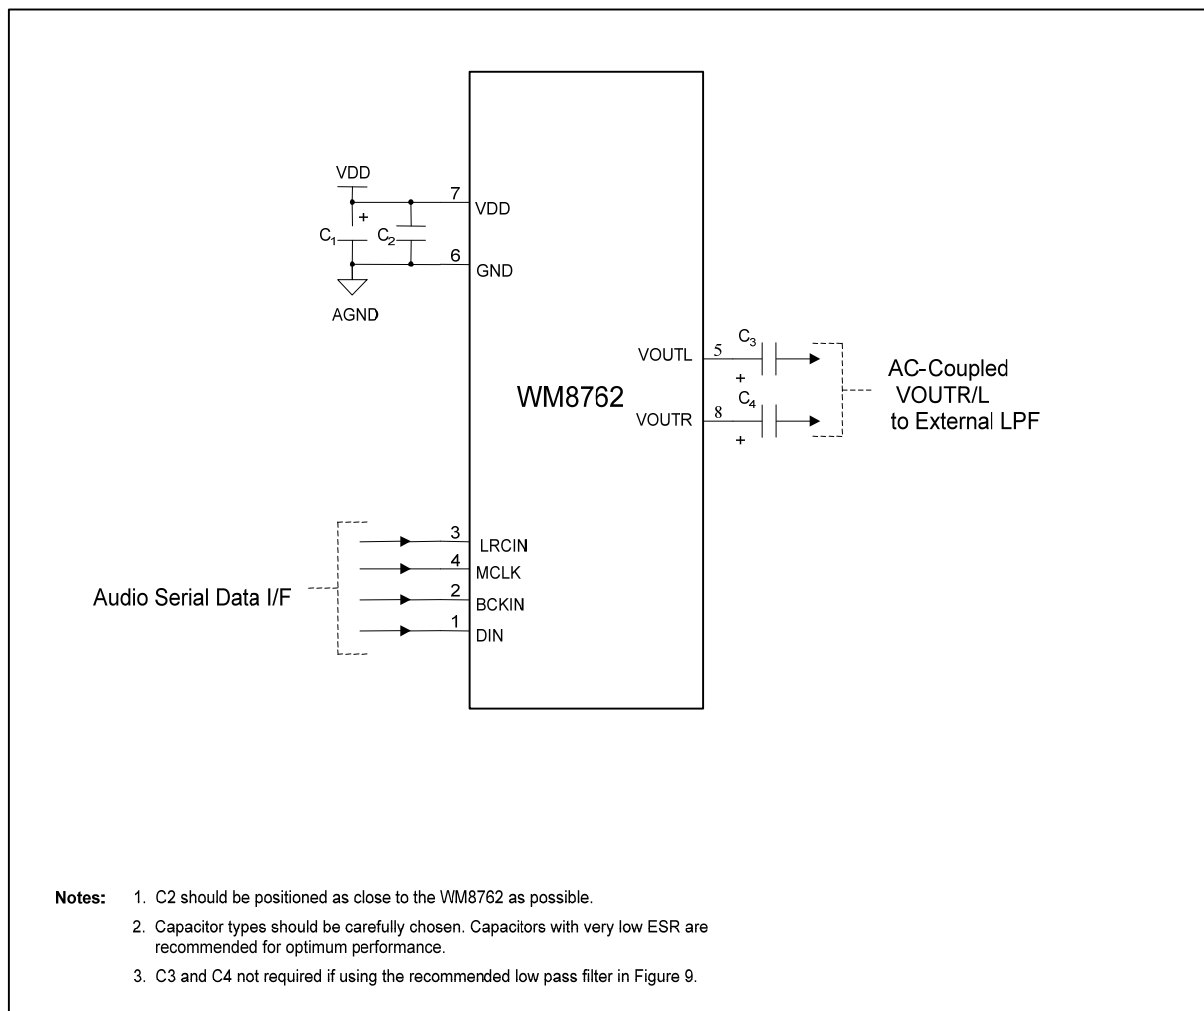 VDD
7
VDD
+
C1
C2
6
GND
AGND
WM8762
VOUTL
5
C3
+
VOUTR
8
C4
+
AC-Coupled
VOUTR/L
to External LPF
Audio Serial Data I/F
3
LRCIN
4
MCLK
2
BCKIN
1
DIN
Notes: 1. C2 should be positioned as close to the WM8762 as possible.
2. Capacitor types should be carefully chosen. Capacitors with very low ESR are
recommended for optimum performance.
3. C3 and C4 not required if using the recommended low pass filter in Figure 9.